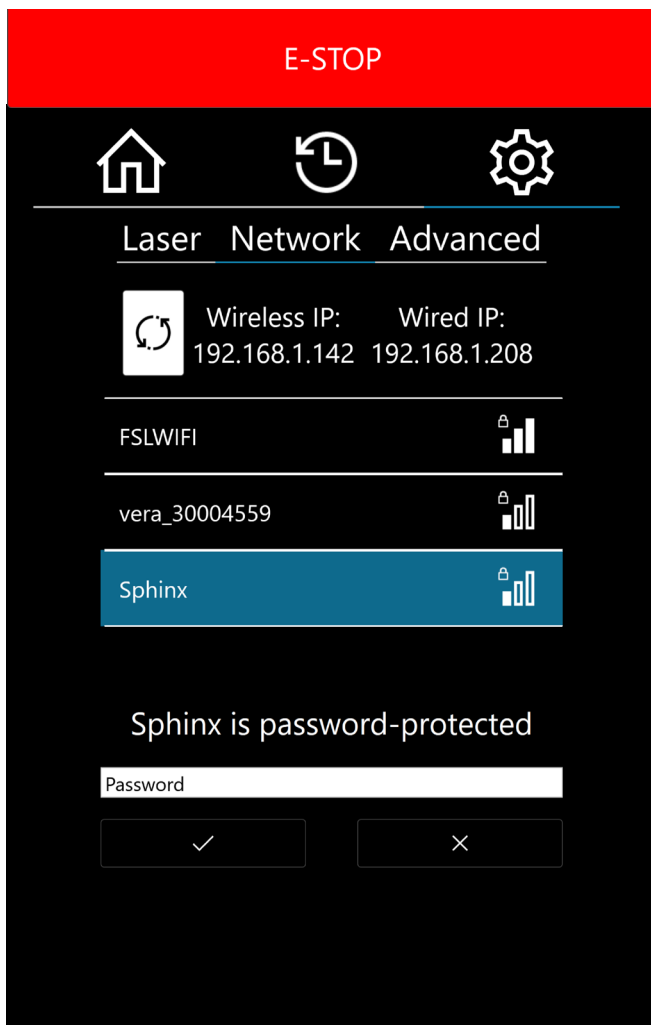 E-STOP
Laser Network Advanced
Wireless IP: Wired IP:
192.168.1.142 192.168.1.208
FSLWIFI
vera_30004559
Sphinx
Sphinx is password-protected
Password